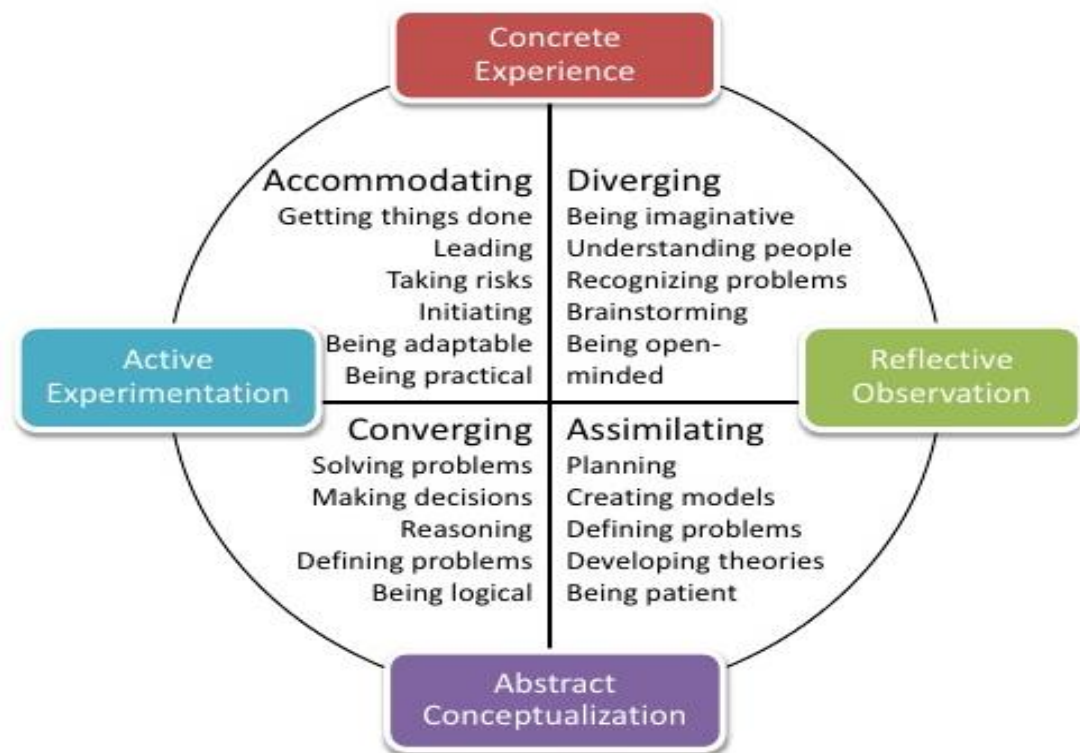 Concrete
Experience
Accommodating
Getting things done
Leading
Taking risks
Initiating
Being adaptable
Being practical
Diverging
Being imaginative
Understanding people
Recognizing problems
Brainstorming
Being open-
minded
Active
Experimentation
Reflective
Observation
Converging
Solving problems
Making decisions
Reasoning
Defining problems
Being logical
Assimilating
Planning
Creating models
Defining problems
Developing theories
Being patient
Abstract
Conceptualization